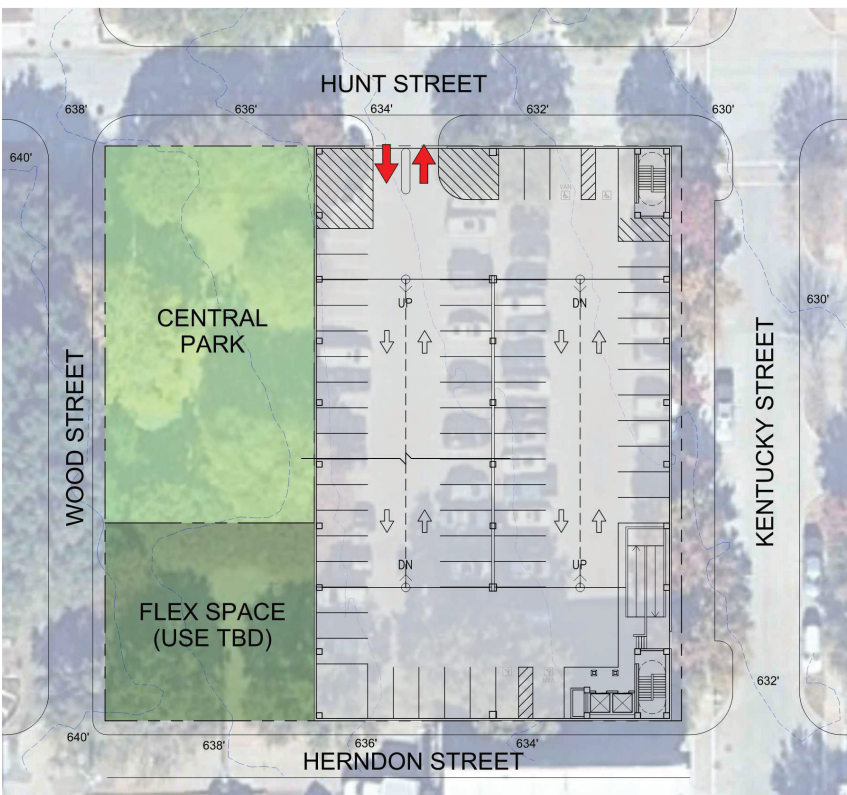 HUNT STREET
638'
636'
634'
632'
630'
640'
VAN
UP
DN
630'
CENTRAL
PARK
WOOD STREET
KENTUCKY STREET
DN
UP
FLEX SPACE
(USE TBD)
632'
640'
638'
636'
634'
HERNDON STREET